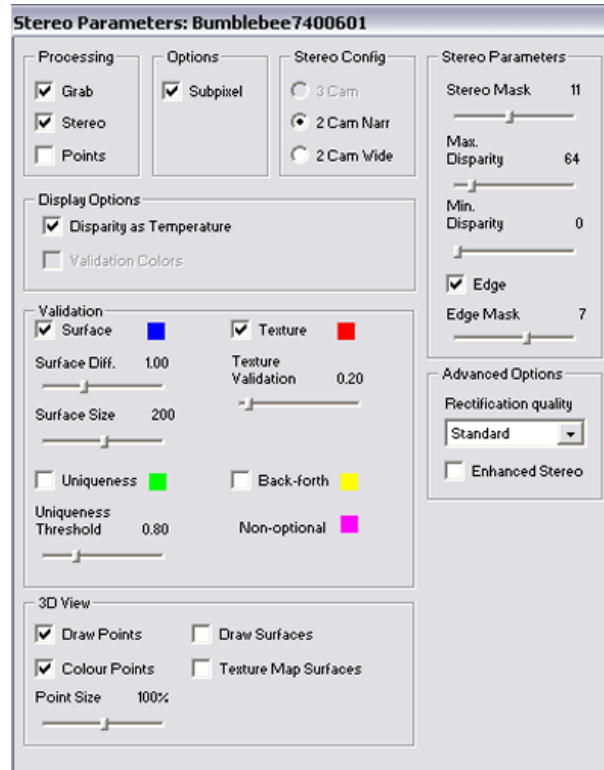 Stereo Parameters: Bumblebee7400601
Processing
Grab
Stereo
Points
Options
Subpixel
Stereo Config
3 Cam
2 Cam Narr
2 Cam Wide
Stereo Parameters
Stereo Mask 11
Max.
Disparity 64
Min.
Disparity 0
Edge
Edge Mask 7
Display Options
Disparity as Temperature
Validation Colors
Validation
Surface
Texture
Surface Diff. 1.00
Texture
Validation 0.20
Surface Size 200
Uniqueness
Back-forth
Uniqueness
Threshold 0.80
Non-optional
Advanced Options
Rectification quality
Standard
Enhanced Stereo
3D View
Draw Points
Draw Surfaces
Colour Points
Texture Map Surfaces
Point Size 100%